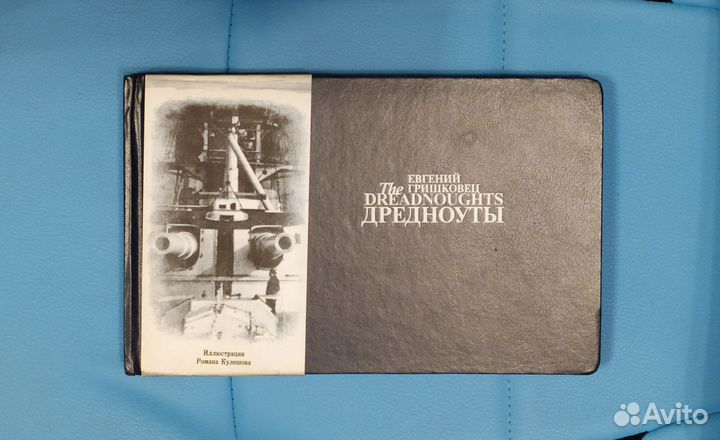 ЕВГЕНИЙ
The ГРИШКОВЕЦ
DREADNOUGHTS
ДРЕДНОУТЫ
Иллюстрация
Романа Кулешова
Avito